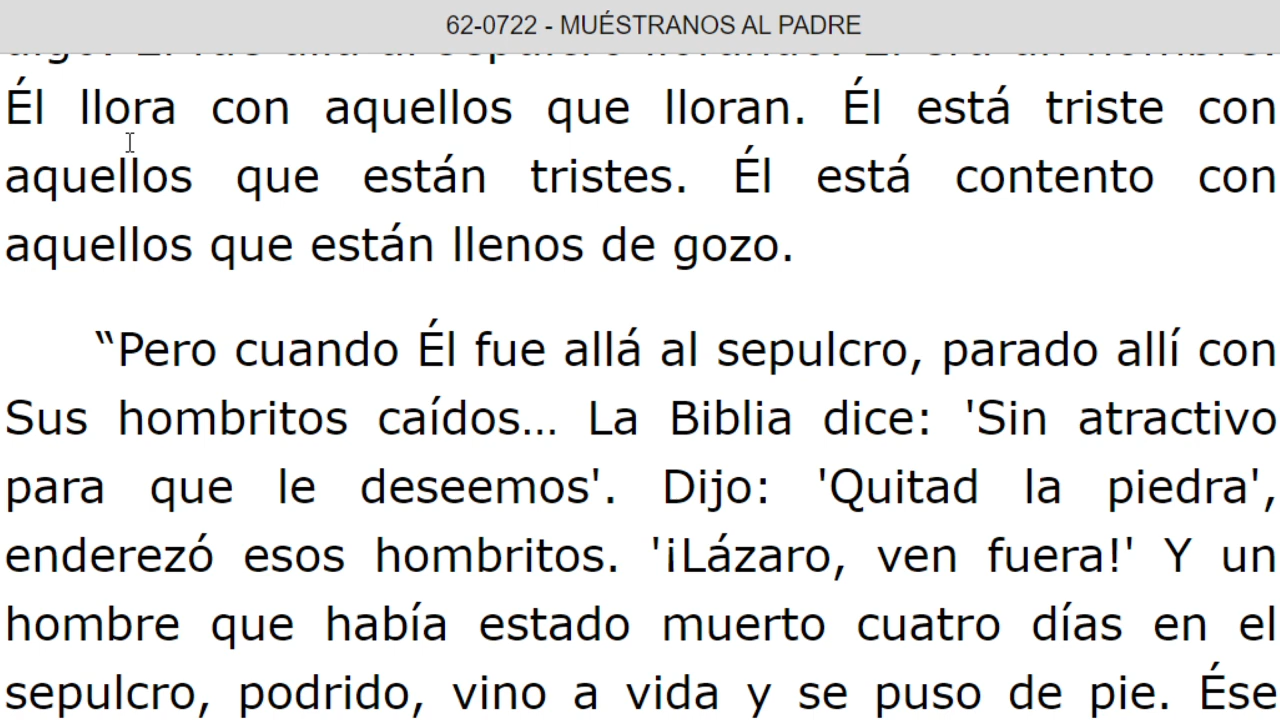 62-0722 - MUÉSTRANOS AL PADRE
Él llora con aquellos que lloran. Él está triste con
aquellos que están tristes. Él está contento con
aquellos que están llenos de gozo.
“Pero cuando Él fue allá al sepulcro, parado allí con
Sus hombritos caídos... La Biblia dice: 'Sin atractivo
para que le deseemos'. Dijo: 'Quitad la piedra',
enderezó esos hombritos. '¡Lázaro, ven fuera!' Y un
hombre que había estado muerto cuatro días en el
sepulcro, podrido, vino a vida y se puso de pie. Ése